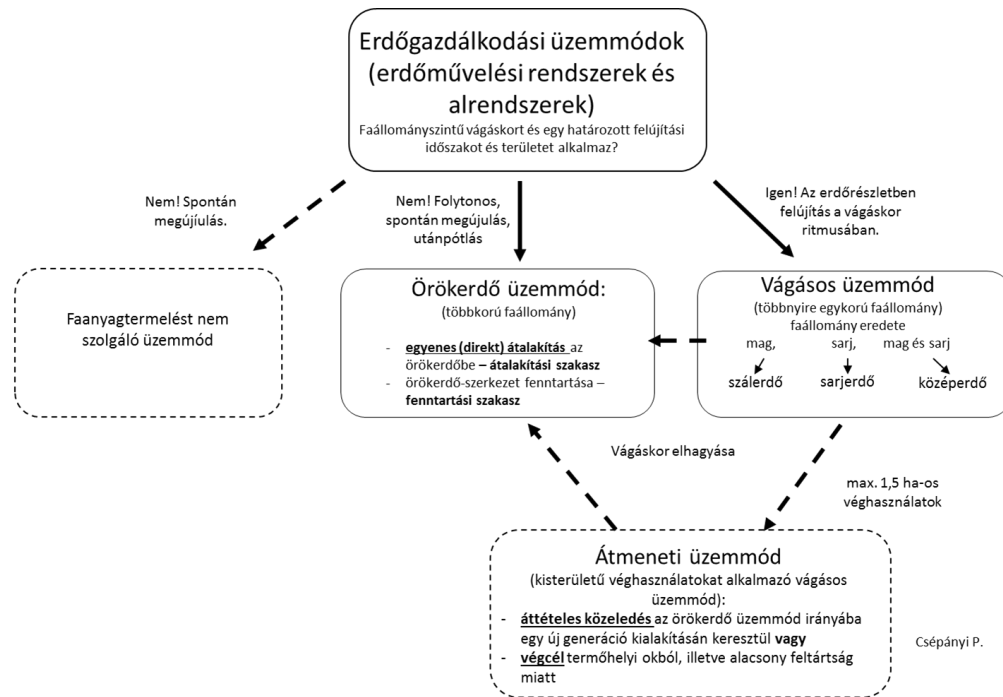 Erdőgazdálkodási üzemmódok
(erdőművelési rendszerek és
alrendszerek)
Faállományszintű vágáskort és egy határozott felújítási
időszakot és területet alkalmaz?
Nem! Spontán
megújíulás.
Nem! Folytonos,
spontán megújulás,
utánpótlás
Igen! Az erdőrészletben
felújítás a vágáskor
ritmusában.
Faanyagtermelést nem
szolgáló üzemmód
Örökerdő üzemmód:
(többkorú faállomány)
- egyenes (direkt) átalakítás az
örökerdőbe – átalakítási szakasz
- örökerdő-szerkezet fenntartása –
fenntartási szakasz
Vágásos üzemmód
(többnyire egykorú faállomány)
faállomány eredete
mag, sarj, mag és sarj
szálerdő sarjerdő középerdő
Vágáskor elhagyása
max. 1,5 ha-os
véghasználatok
Átmeneti üzemmód
(kisterületű véghasználatokat alkalmazó vágásos
üzemmód):
- áttételes közeledés az örökerdő üzemmód irányába
egy új generáció kialakításán keresztül vagy
- végcél termőhelyi okból, illetve alacsony feltártság
miatt
Csépányi P.